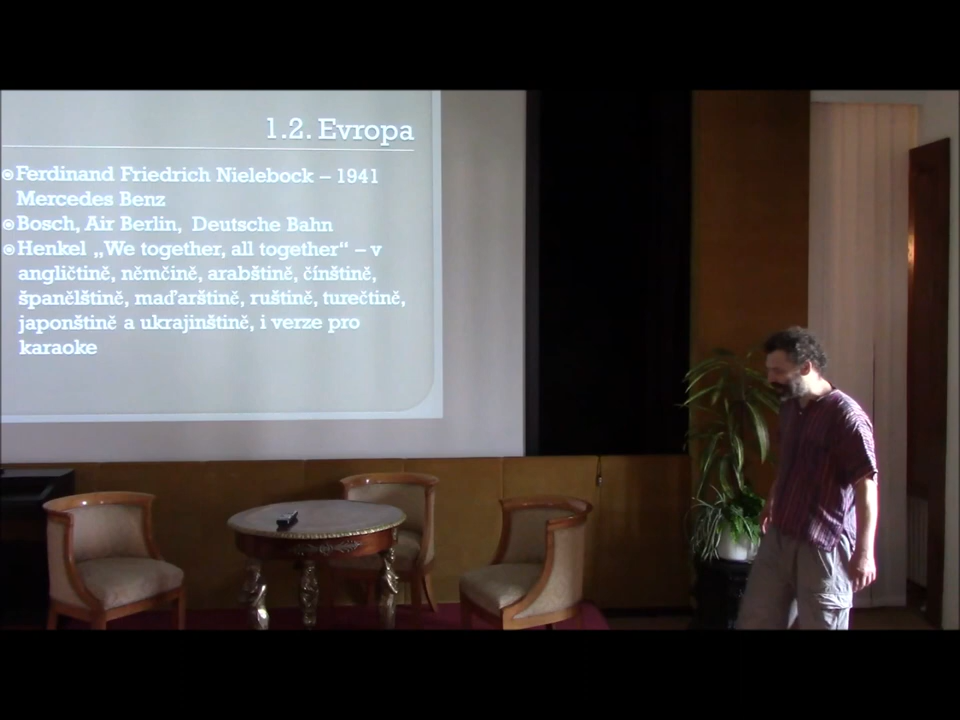 1.2. Evropa
Ferdinand Friedrich Nielebock – 1941
Mercedes Benz
Bosch, Air Berlin, Deutsche Bahn
Henkel „We together, all together“ – v
angličtině, němčině, arabštině, čínštině,
španělštině, maďarštině, ruštině, turečtině,
japonštině a ukrajinštině, i verze pro
karaoke